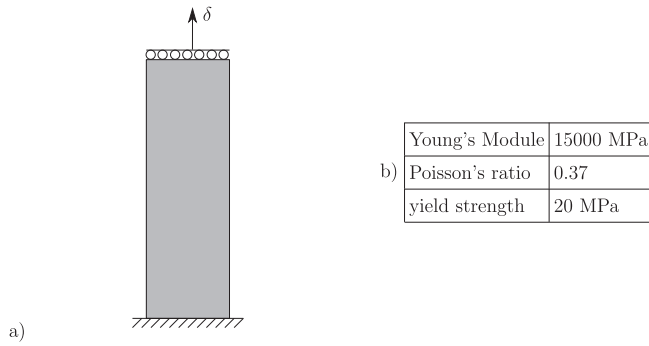 δ
Young's Module 15000 MPa
b) Poisson's ratio 0.37
yield strength 20 MPa
a)